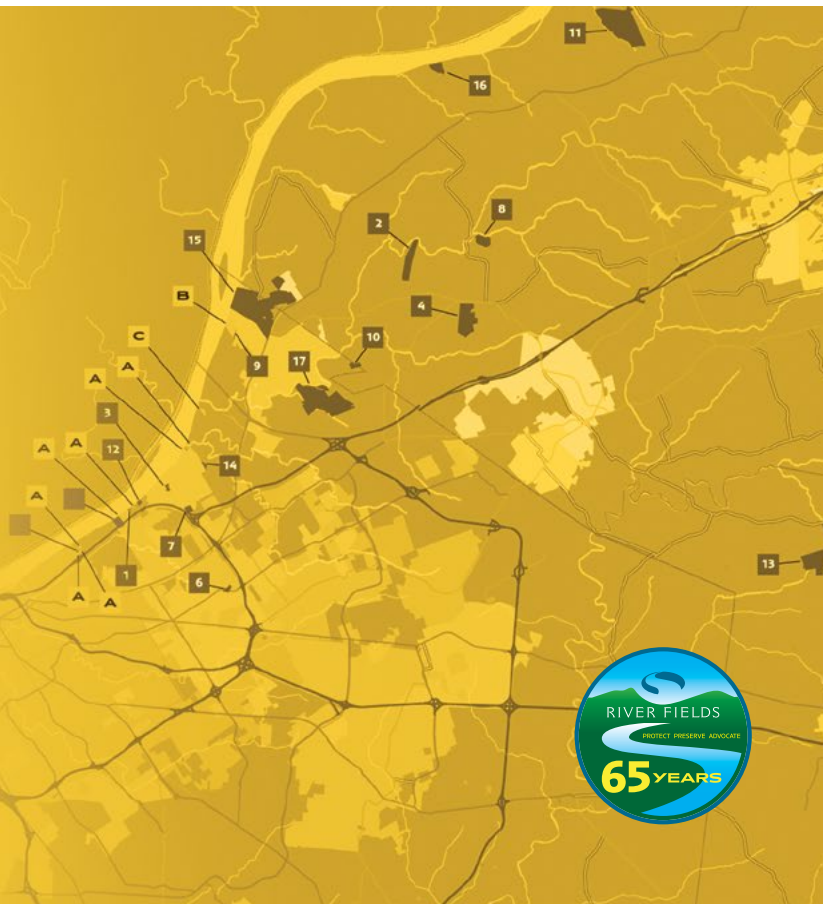 11
16
8
2
15
4
B
C
10
17
9
A
A
3
A
A
12
14
A
7
1
6
13
A
A
RIVER FIELDS
PROTECT PRESERVE ADVOCATE
65 YEARS